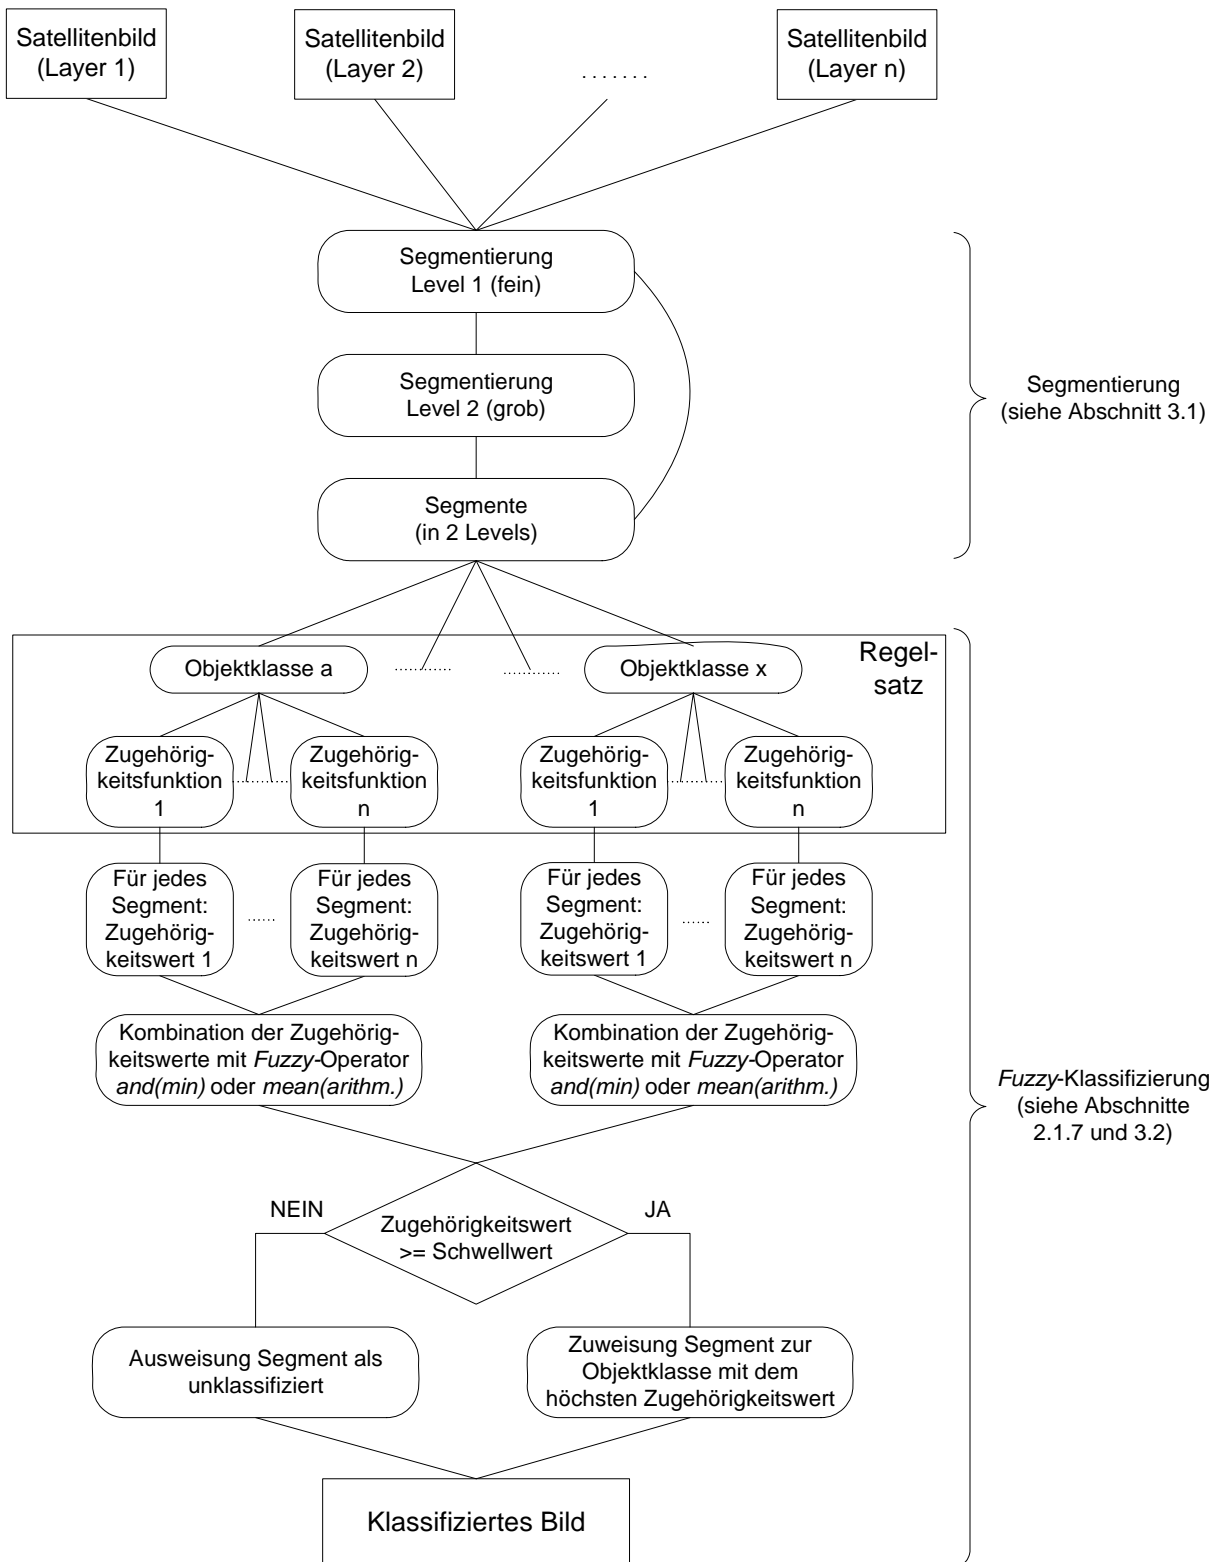 Satellitenbild
(Layer 1)
Satellitenbild
(Layer 2)
.......
Satellitenbild
(Layer n)
Segmentierung
Level 1 (fein)
Segmentierung
Level 2 (grob)
Segmente
(in 2 Levels)
Segmentierung
(siehe Abschnitt 3.1)
Regel-
satz
Objektklasse a
Objektklasse x
Zugehörig-
keitsfunktion
1
Zugehörig-
keitsfunktion
n
Zugehörig-
keitsfunktion
1
Zugehörig-
keitsfunktion
n
Für jedes
Segment:
Zugehörig-
keitswert 1
......
Für jedes
Segment:
Zugehörig-
keitswert n
Für jedes
Segment:
Zugehörig-
keitswert 1
......
Für jedes
Segment:
Zugehörig-
keitswert n
Kombination der Zugehörig-
keitswerte mit Fuzzy-Operator
and(min) oder mean(arithm.)
Kombination der Zugehörig-
keitswerte mit Fuzzy-Operator
and(min) oder mean(arithm.)
Fuzzy-Klassifizierung
(siehe Abschnitte
2.1.7 und 3.2)
NEIN
Zugehörigkeitswert
>= Schwellwert
JA
Ausweisung Segment als
unklassifiziert
Zuweisung Segment zur
Objektklasse mit dem
höchsten Zugehörigkeitswert
Klassifiziertes Bild